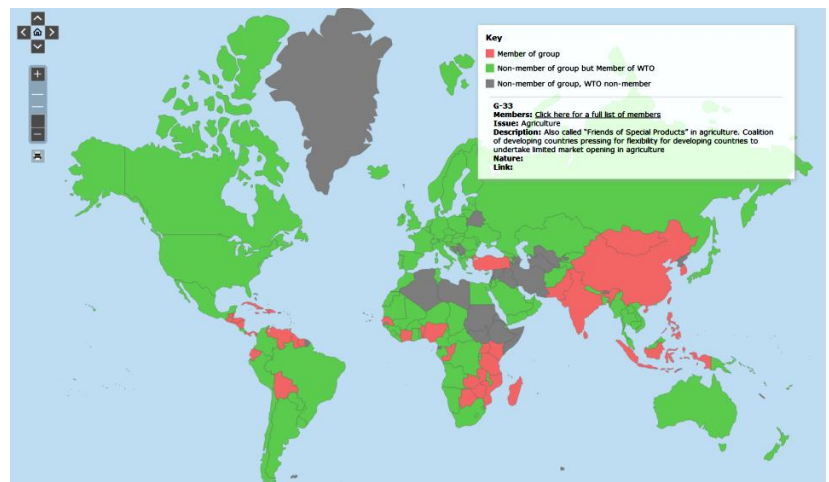 Key
Member of group
Non-member of group but Member of WTO
Non-member of group, WTO non-member
G-33
Members: Click here for a full list of members
Issue: Agriculture
Description: Also called "Friends of Special Products" in agriculture. Coalition
of developing countries pressing for flexibility for developing countries to
undertake limited market opening in agriculture
Nature:
Link: